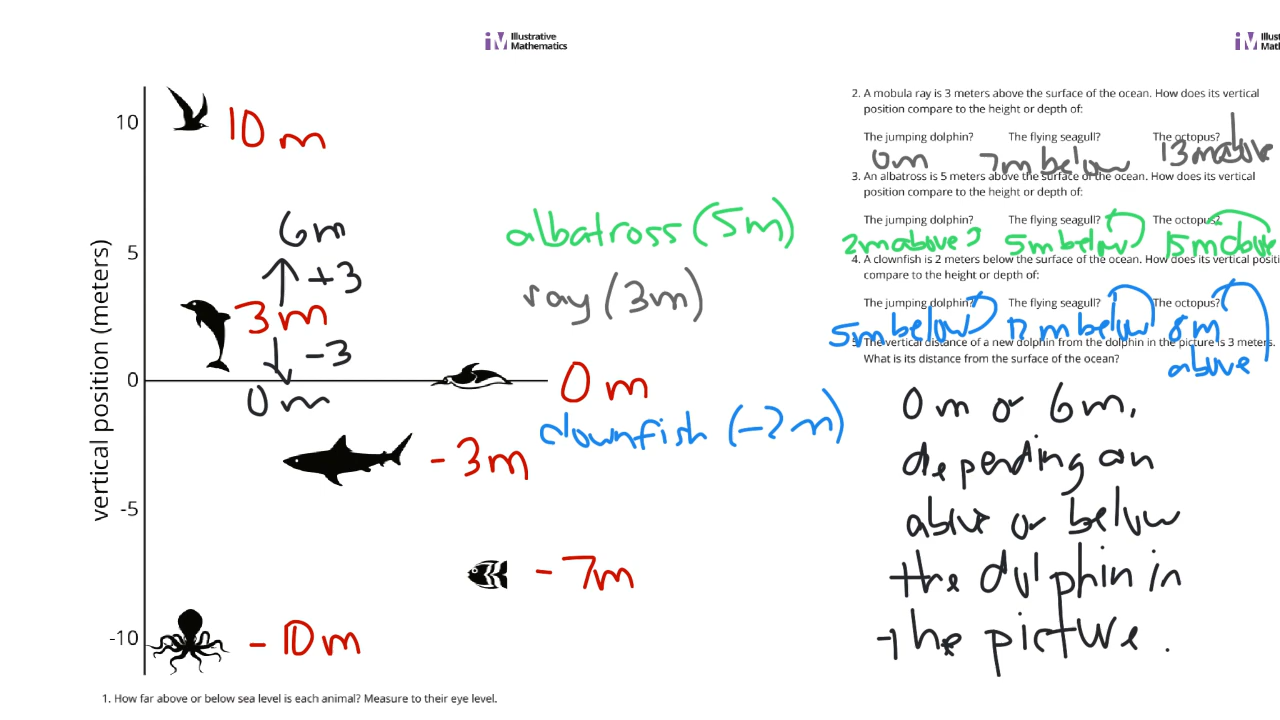 Illustrative
Mathematics
vertical position (meters)
10
5
0
-5
-10
10 m
6m
+3
3 m
-3
0 m
0 m
-3m
-7m
-10 m
albatross (5m)
ray (3m)
clownfish (-2m)
1. How far above or below sea level is each animal? Measure to their eye level.
iM Illust
Mathe
2. A mobula ray is 3 meters above the surface of the ocean. How does its vertical
position compare to the height or depth of:
The jumping dolphin? The flying seagull? The octopus?
0m 7m below 13m above
3. An albatross is 5 meters above the surface of the ocean. How does its vertical
position compare to the height or depth of:
The jumping dolphin? The flying seagull? The octopus?
2m above 5m below 15m above
4. A clownfish is 2 meters below the surface of the ocean. How does its vertical positi
compare to the height or depth of:
The jumping dolphin? The flying seagull? The octopus?
5m below 12m below 8m
above
5. The vertical distance of a new dolphin from the dolphin in the picture is 3 meters.
What is its distance from the surface of the ocean?
0 m or 6 m,
depending on
above or below
the dolphin in
the picture.